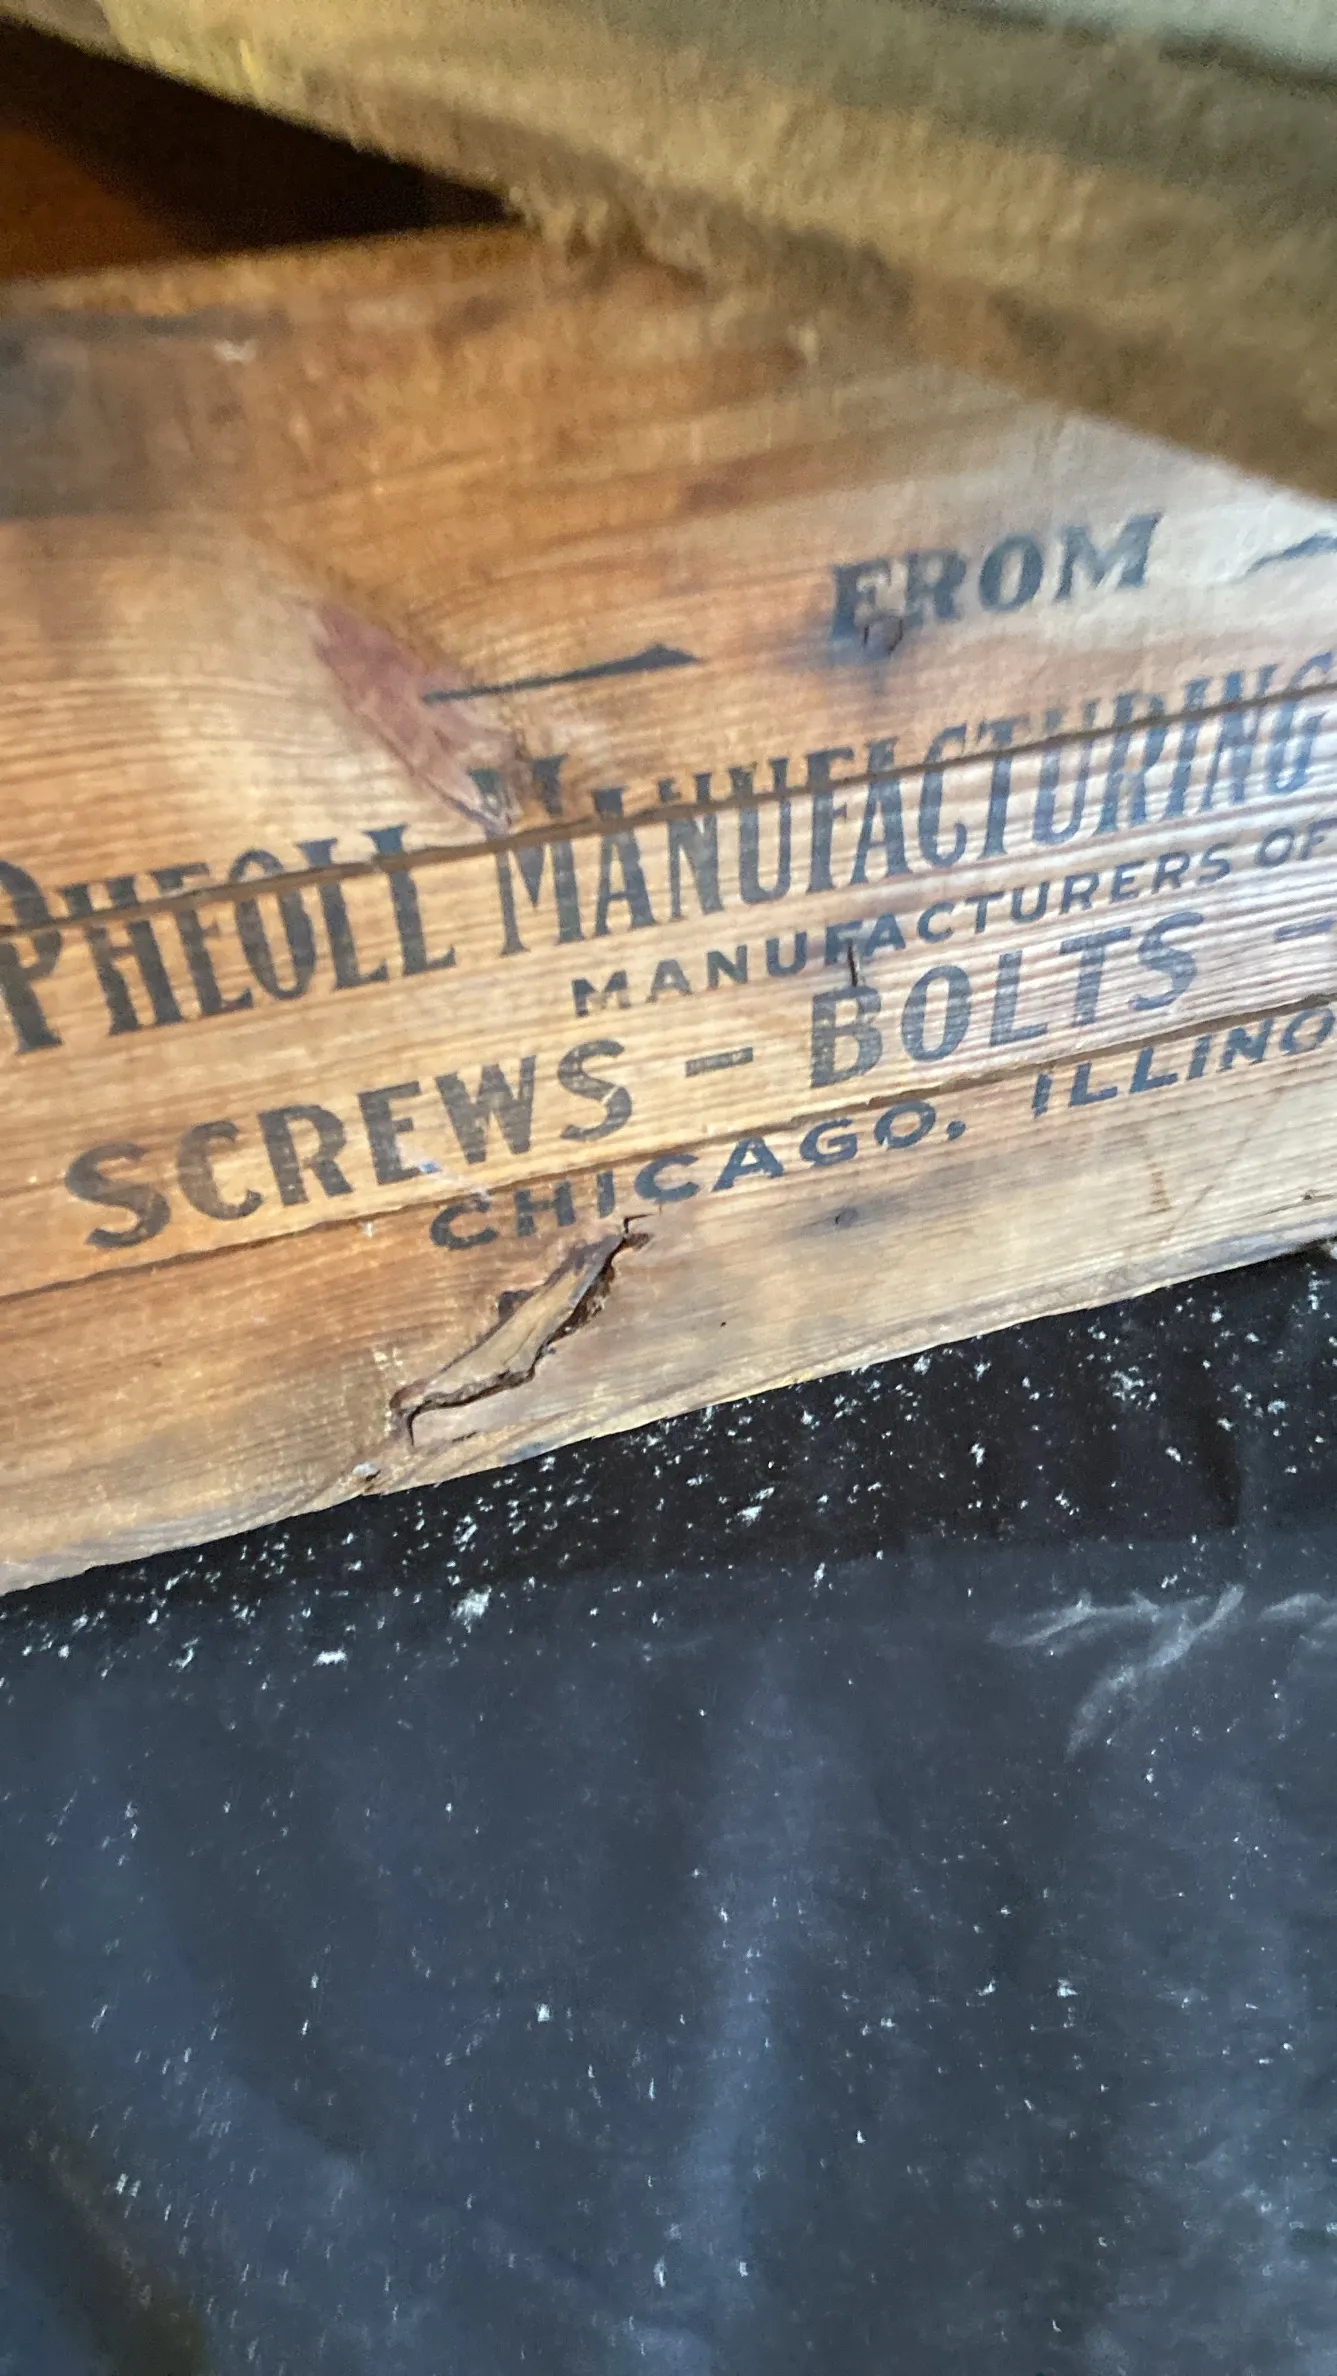 FROM
PHEOLL MANUFACTURING
MANUFACTURERS OF
SCREWS - BOLTS -
CHICAGO, ILLINO